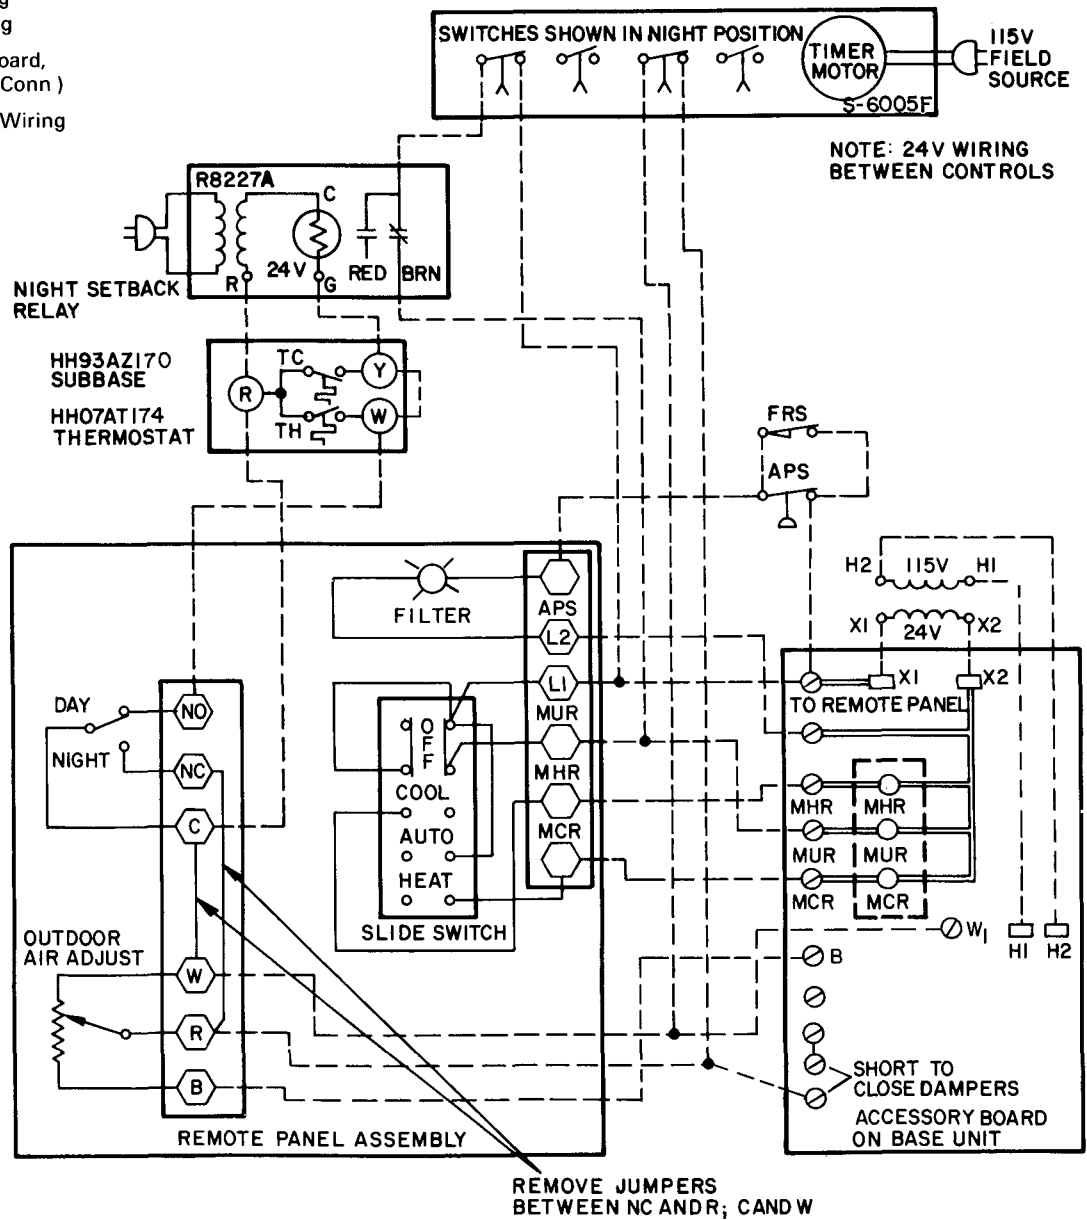 g
g
oard,
Conn )
Wiring
SWITCHES SHOWN IN NIGHT POSITION
TIMER
MOTOR
S-6005F
115V
FIELD
SOURCE
NOTE: 24V WIRING
BETWEEN CONTROLS
R8227A
C
24V
R
G
RED
BRN
NIGHT SETBACK
RELAY
HH93AZ170
SUBBASE
HH07AT174
THERMOSTAT
TC
Y
R
W
TH
FRS
APS
H2
115V
H1
X1
24V
X2
FILTER
APS
L2
L1
MUR
MHR
MCR
DAY
NIGHT
NO
NC
C
W
R
B
OFF
COOL
AUTO
HEAT
SLIDE SWITCH
OUTDOOR
AIR ADJUST
REMOTE PANEL ASSEMBLY
X1
X2
TO REMOTE PANEL
MHR
MHR
MUR
MUR
MCR
MCR
W1
H1
H2
B
SHORT TO
CLOSE DAMPERS
ACCESSORY BOARD
ON BASE UNIT
REMOVE JUMPERS
BETWEEN NC AND R; C AND W